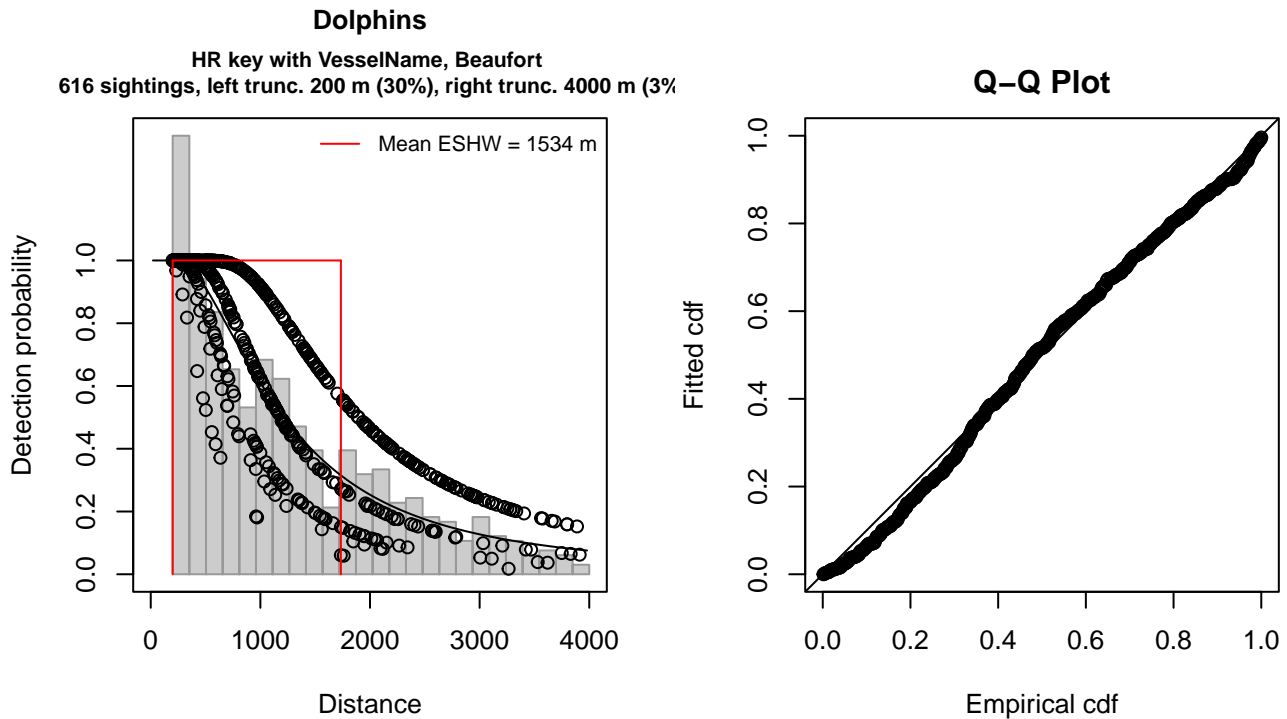 Dolphins
HR key with VesselName, Beaufort
616 sightings, left trunc. 200 m (30%), right trunc. 4000 m (3%
Mean ESHW = 1534 m
Detection probability
0.0 0.2 0.4 0.6 0.8 1.0
0 1000 2000 3000 4000
Distance
Q−Q Plot
Fitted cdf
0.0 0.2 0.4 0.6 0.8 1.0
0.0 0.2 0.4 0.6 0.8 1.0
Empirical cdf